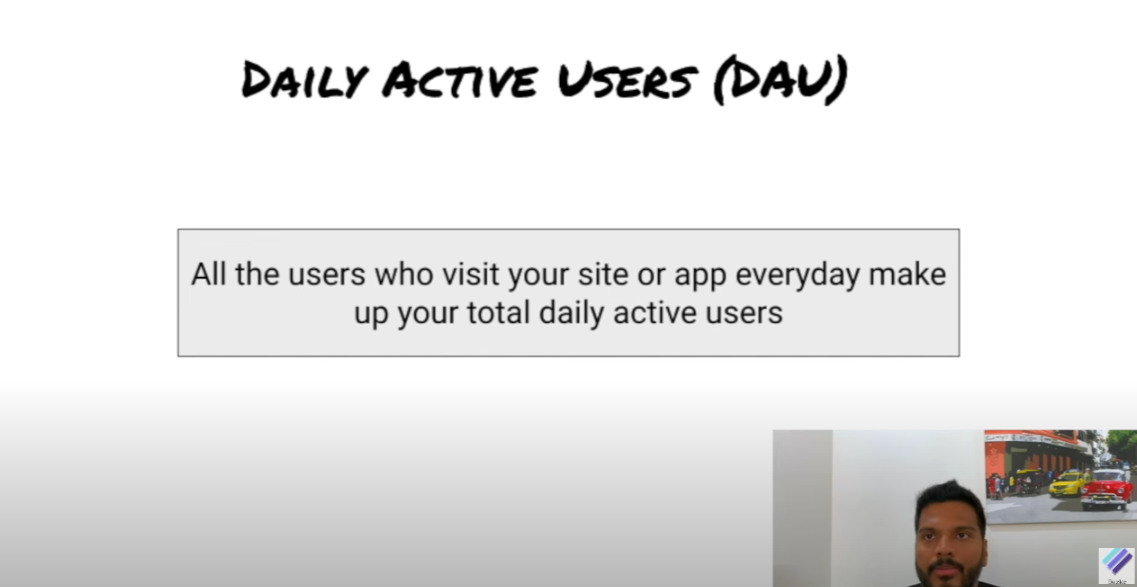 DAILY ACTIVE USERS (DAU)
All the users who visit your site or app everyday make
up your total daily active users